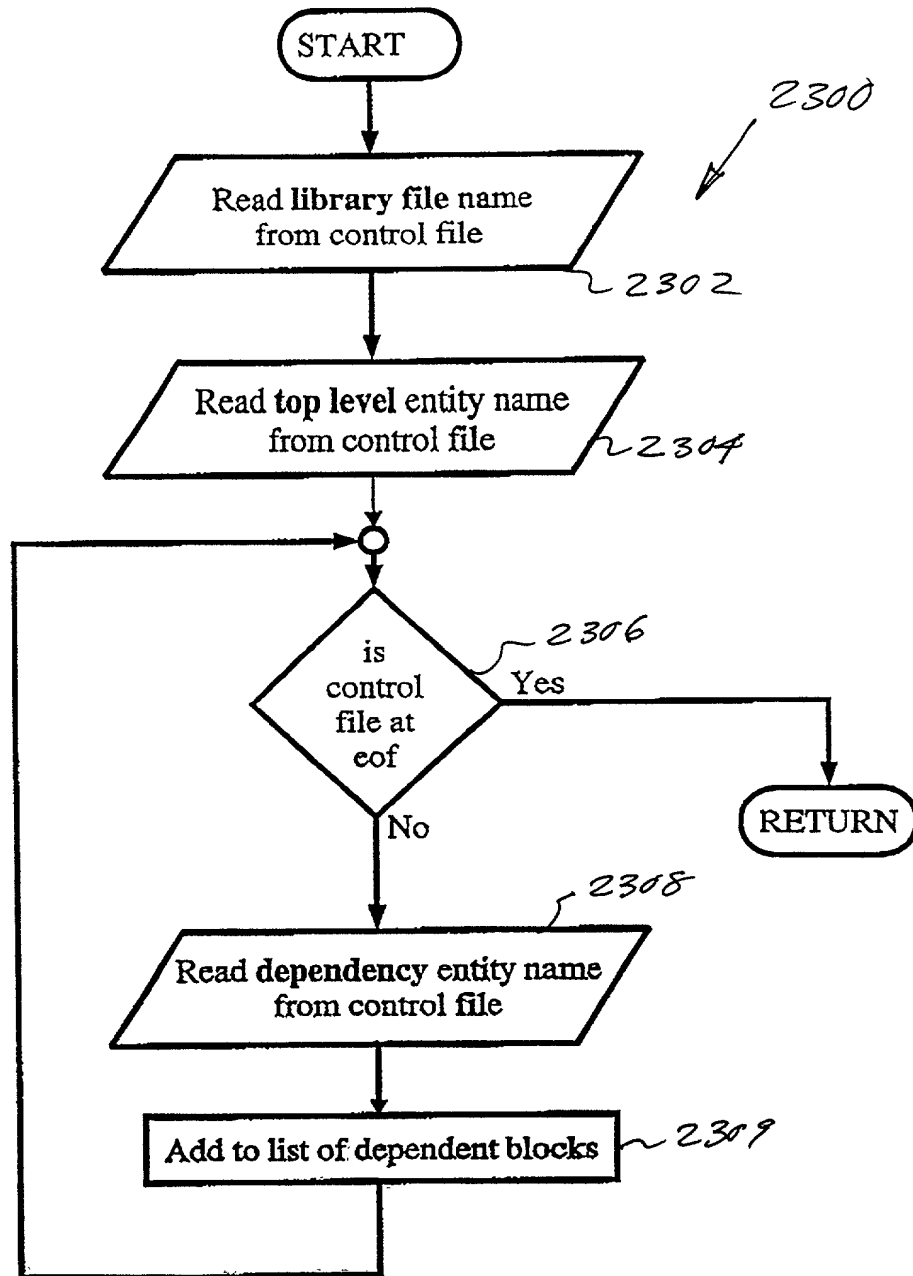 START
2300
Read library file name
from control file
2302
Read top level entity name
from control file
2304
is
control
file at
eof
2306
Yes
No
RETURN
2308
Read dependency entity name
from control file
Add to list of dependent blocks
2309